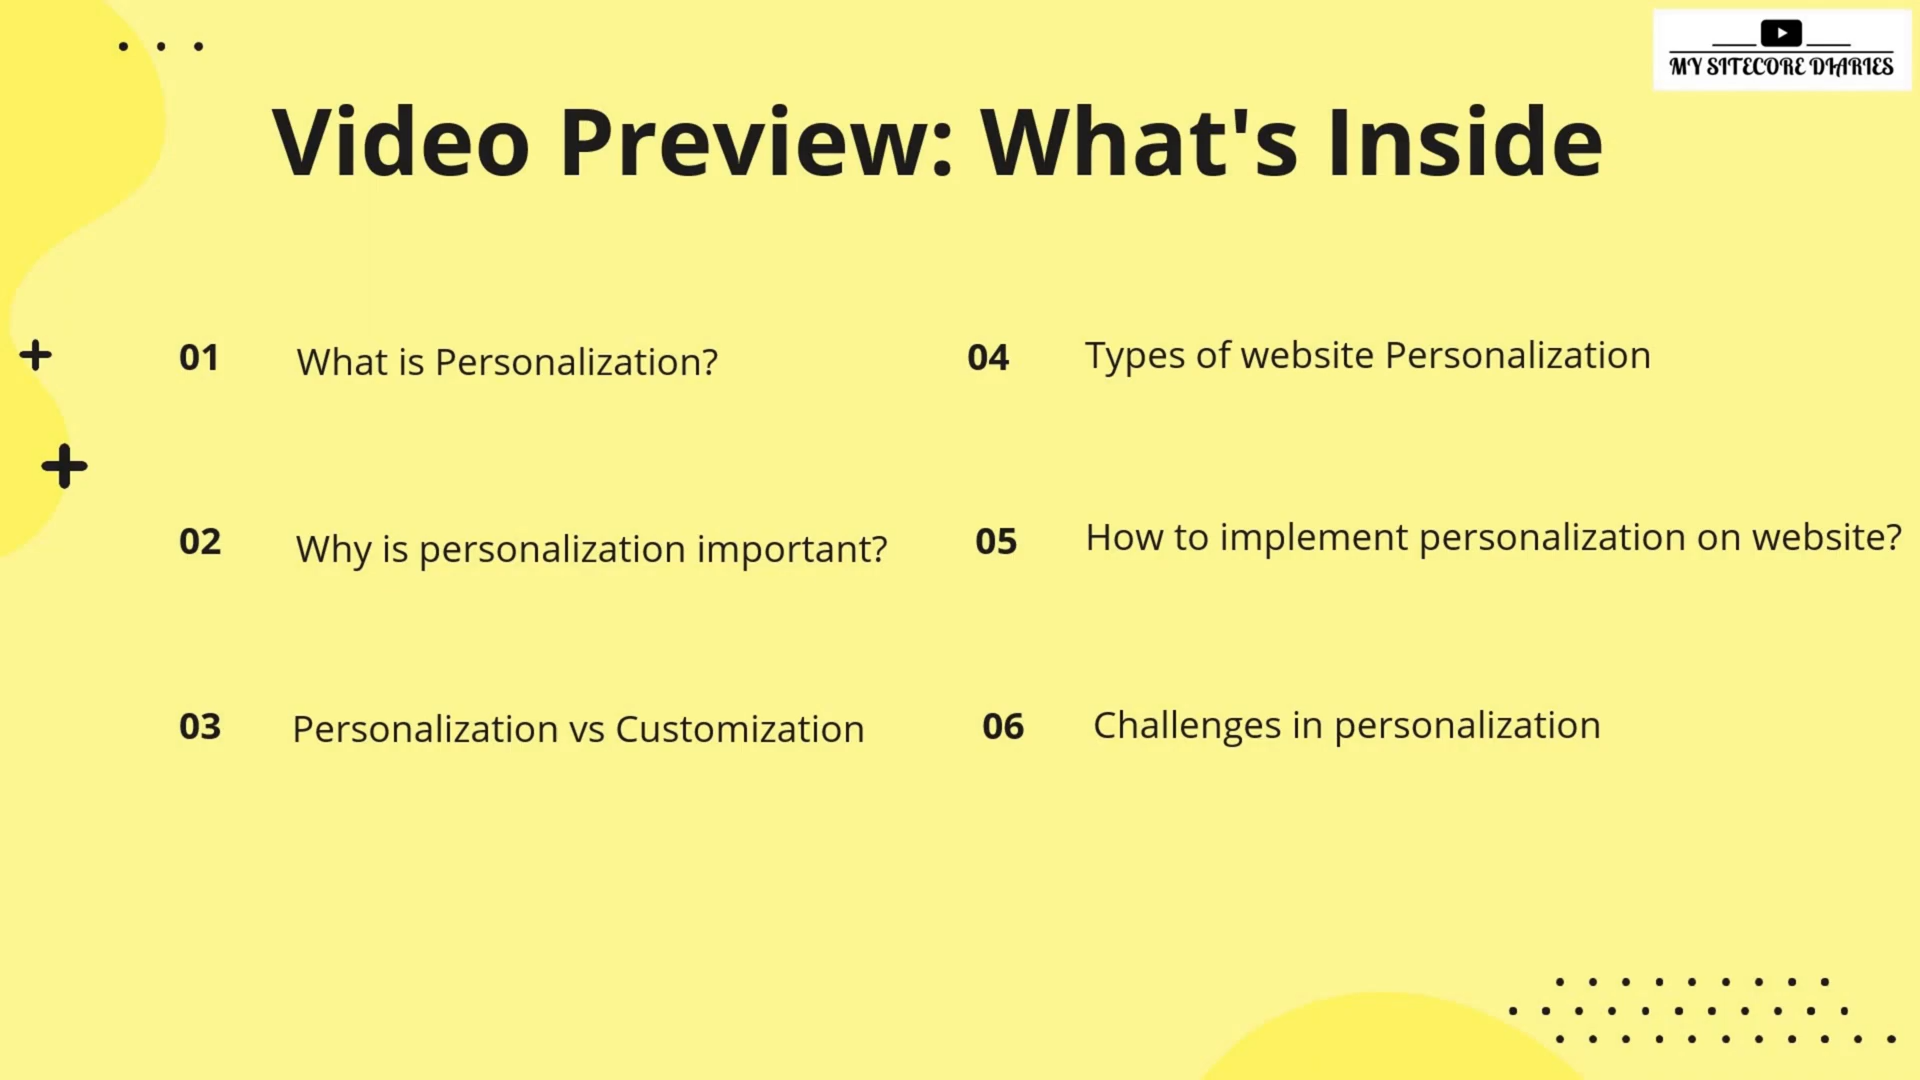 MY SITECORE DIARIES
Video Preview: What's Inside
01 What is Personalization?
02 Why is personalization important?
03 Personalization vs Customization
04 Types of website Personalization
05 How to implement personalization on website?
06 Challenges in personalization